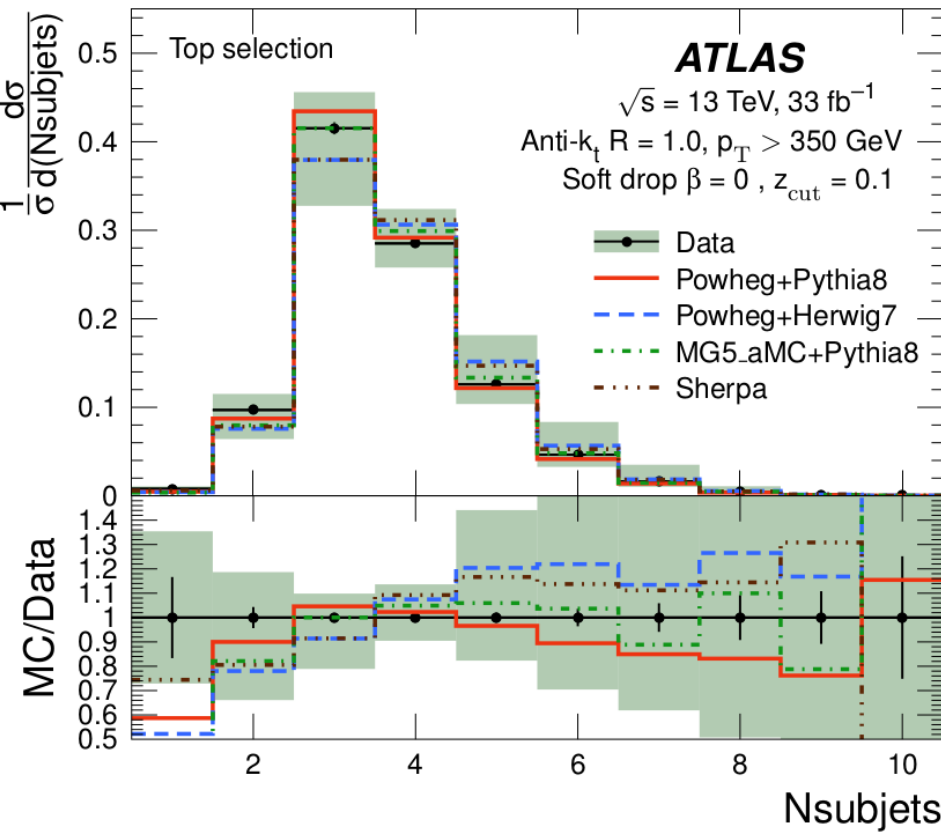 1/σ dσ/d(Nsubjets)
Top selection
ATLAS
√s = 13 TeV, 33 fb⁻¹
Anti-kₜ R = 1.0, p_T > 350 GeV
Soft drop β = 0 , z_cut = 0.1
Data
Powheg+Pythia8
Powheg+Herwig7
MG5_aMC+Pythia8
Sherpa
0.5
0.4
0.3
0.2
0.1
0
MC/Data
1.4
1.3
1.2
1.1
1
0.9
0.8
0.7
0.6
0.5
2 4 6 8 10
Nsubjets